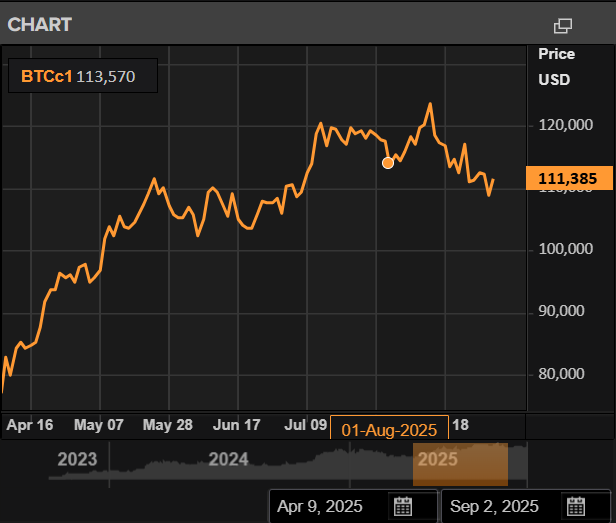 CHART
Price
USD
BTCc1 113,570
120,000
111,385
100,000
90,000
80,000
Apr 16 May 07 May 28 Jun 17 Jul 09 01-Aug-2025 18
2023 2024 2025
Apr 9, 2025 Sep 2, 2025